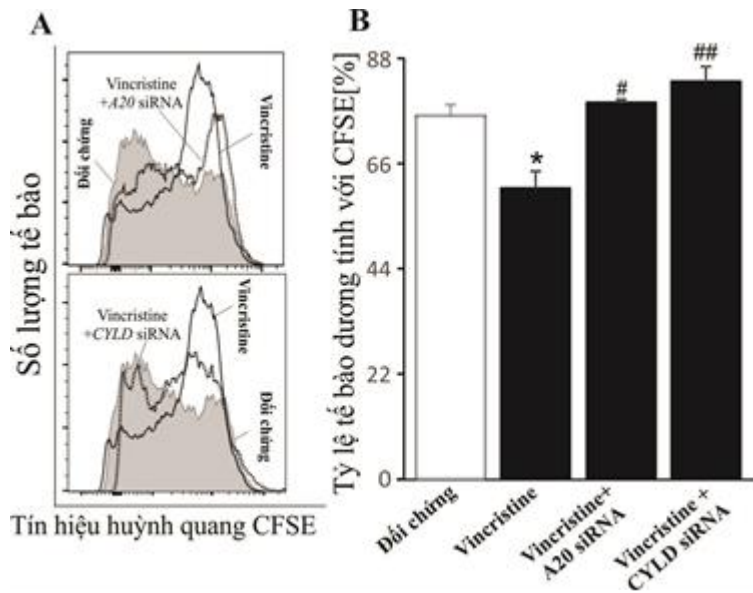 A
Số lượng tế bào
Vincristine
+A20 siRNA
Vincristine
Đối chứng
Vincristine
+CYLD siRNA
Vincristine
Đối chứng
Tín hiệu huỳnh quang CFSE
B
Tỷ lệ tế bào dương tính với CFSE[%]
88
66
44
22
0
*
#
##
Đối chứng
Vincristine
Vincristine+
A20 siRNA
Vincristine +
CYLD siRNA